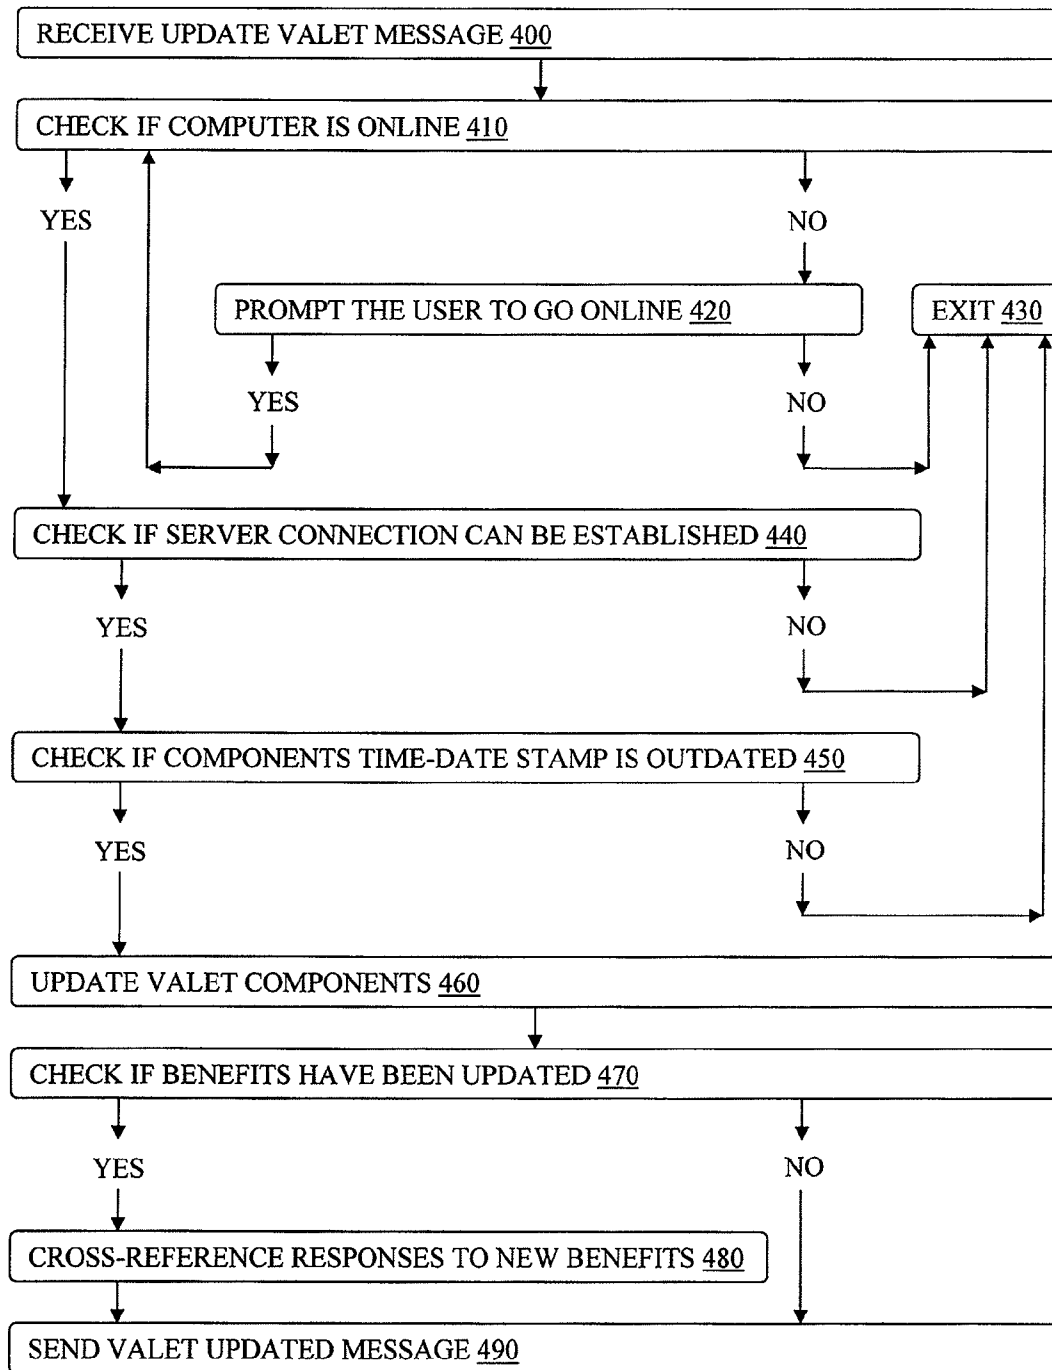 RECEIVE UPDATE VALET MESSAGE 400
CHECK IF COMPUTER IS ONLINE 410
YES
NO
PROMPT THE USER TO GO ONLINE 420
EXIT 430
YES
NO
CHECK IF SERVER CONNECTION CAN BE ESTABLISHED 440
YES
NO
CHECK IF COMPONENTS TIME-DATE STAMP IS OUTDATED 450
YES
NO
UPDATE VALET COMPONENTS 460
CHECK IF BENEFITS HAVE BEEN UPDATED 470
YES
NO
CROSS-REFERENCE RESPONSES TO NEW BENEFITS 480
SEND VALET UPDATED MESSAGE 490